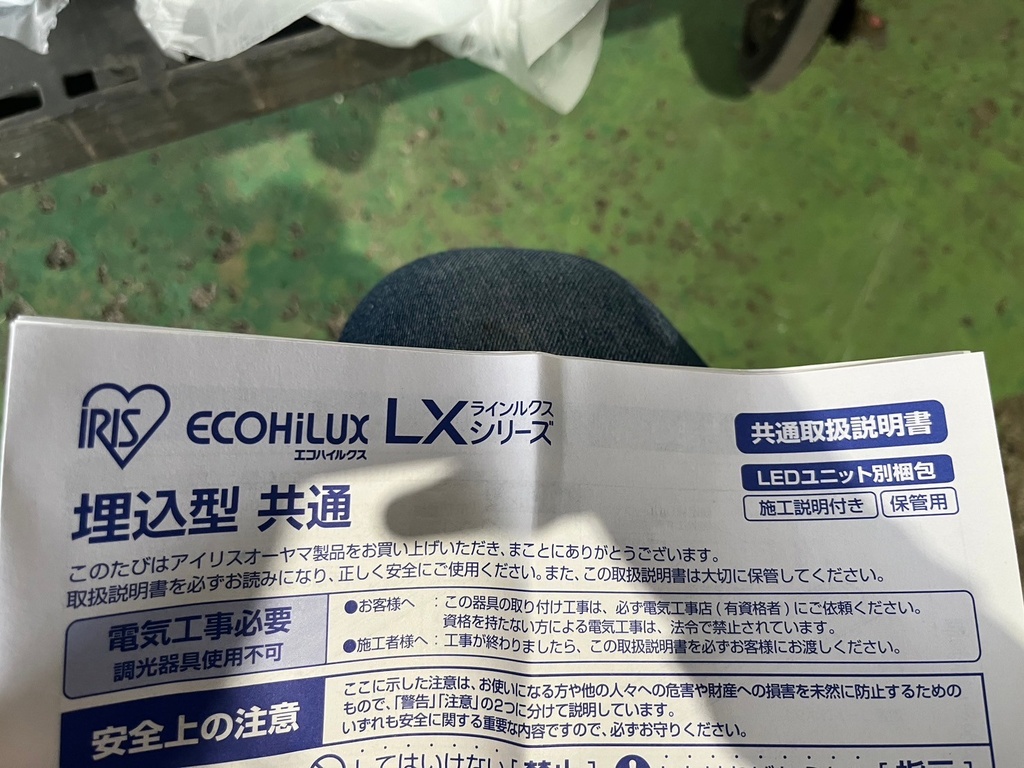 IRIS ECOHiLUX LX ラインルクス
エコハイルクス シリーズ
共通取扱説明書
LEDユニット別梱包
施工説明付き 保管用
埋込型 共通
このたびはアイリスオーヤマ製品をお買い上げいただき、まことにありがとうございます。
取扱説明書を必ずお読みになり、正しく安全にご使用ください。また、この取扱説明書は大切に保管してください。
電気工事必要
調光器具使用不可
●お客様へ : この器具の取り付け工事は、必ず電気工事店(有資格者)にご依頼ください。
資格を持たない方による電気工事は、法令で禁止されています。
●施工者様へ : 工事が終わりましたら、この取扱説明書を必ずお客様にお渡しください。
安全上の注意
ここに示した注意は、お使いになる方や他の人々への危害や財産への損害を未然に防止するための
もので、「警告」「注意」の2つに分けて説明しています。
いずれも安全に関する重要な内容ですので、必ずお守りください。
してはいけない[禁止]